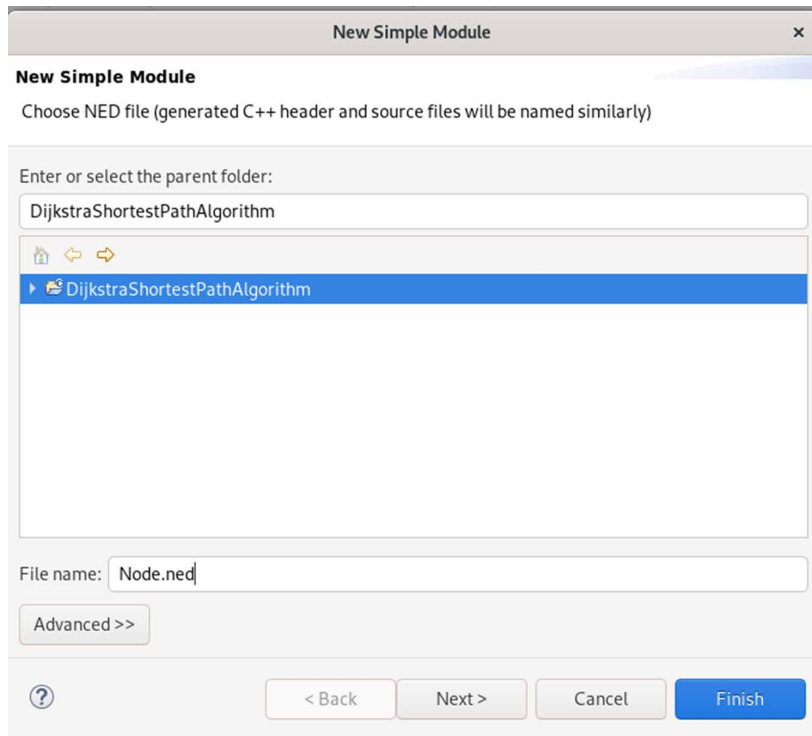 New Simple Module
New Simple Module
Choose NED file (generated C++ header and source files will be named similarly)
Enter or select the parent folder:
DijkstraShortestPathAlgorithm
DijkstraShortestPathAlgorithm
File name: Node.ned
Advanced >>
< Back Next > Cancel Finish